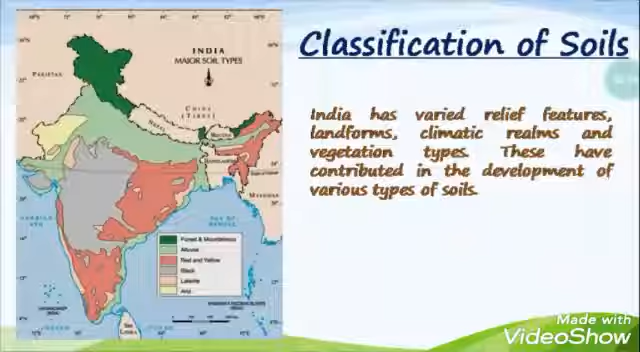 Classification of Soils
INDIA
MAJOR SOIL TYPES
PAKISTAN
CHINA
(TIBET)
NEPAL
India has varied relief features,
landforms, climatic realms and
vegetation types. These have
contributed in the development of
various types of soils.
BANGLADESH
MYANMAR
ARABIAN
SEA
BAY OF
BENGAL
Forest & Mountainous
Alluvial
Red and Yellow
Black
Laterite
Arid
SRI
LANKA
Made with
VideoShow